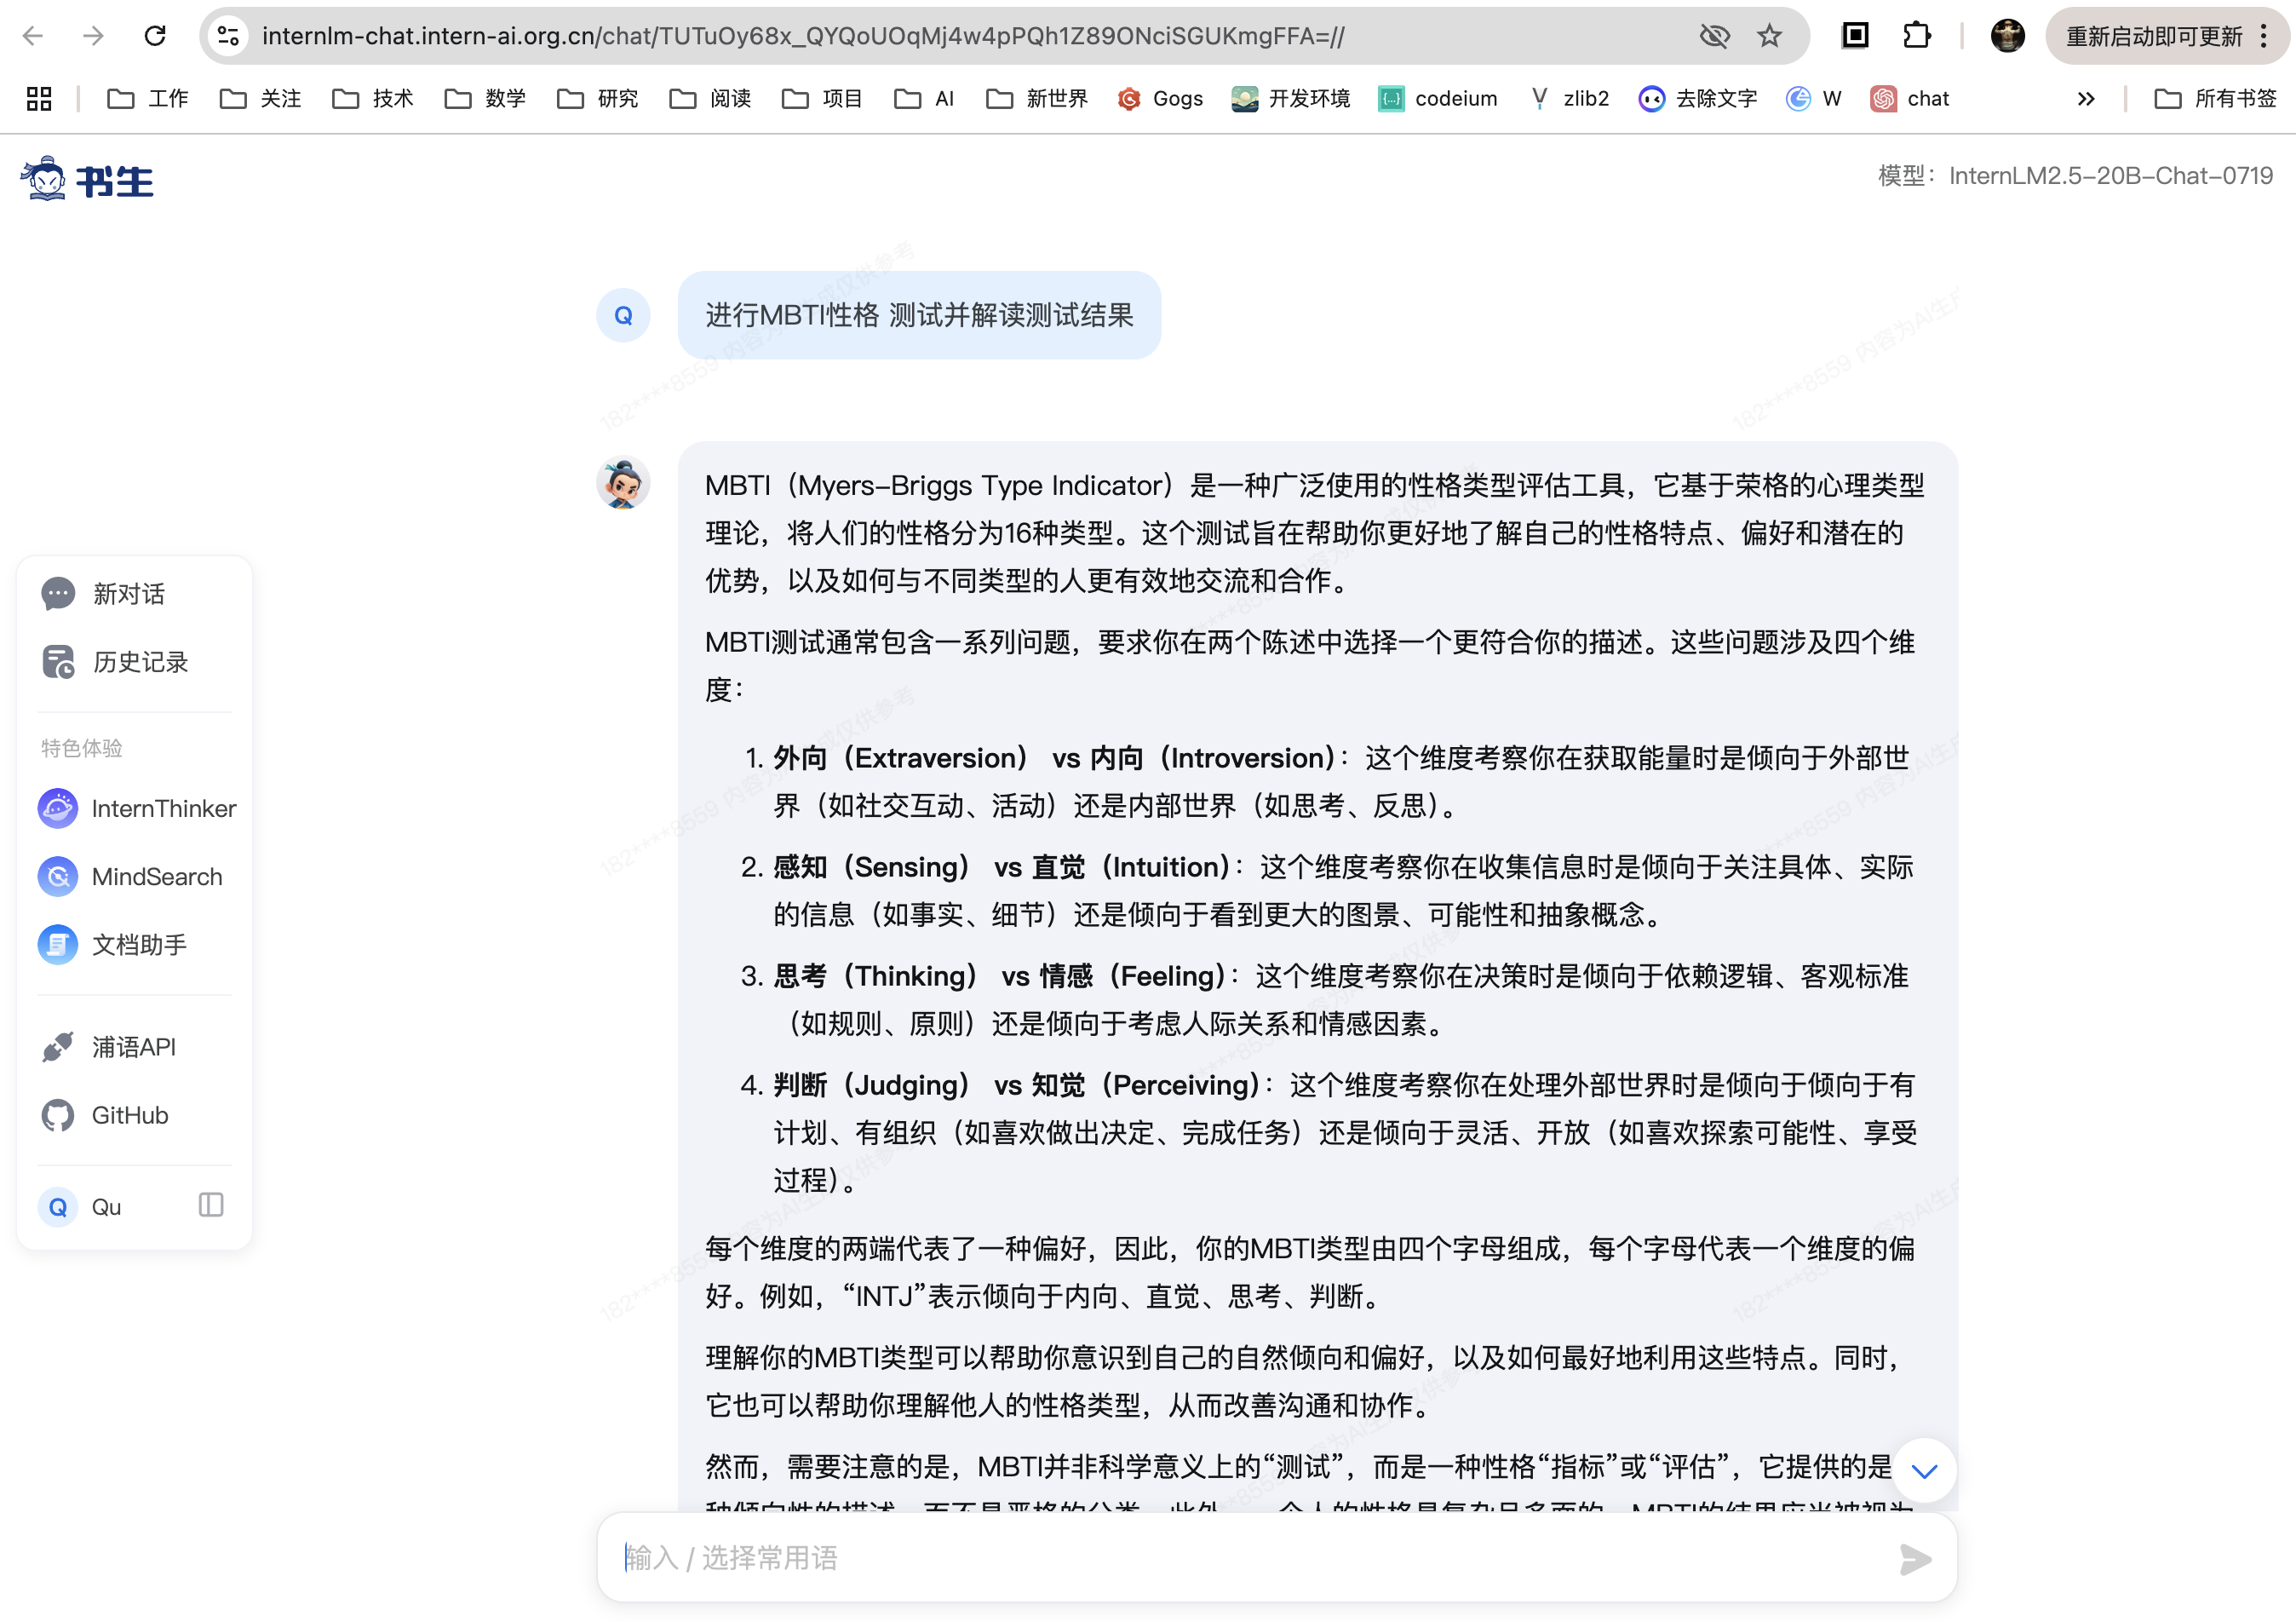 internlm-chat.intern-ai.org.cn/chat/TUTuOy68x_QYQoUOqMj4w4pPQh1Z89ONciSGUKmgFFA=//
重新启动即可更新
工作 关注 技术 数学 研究 阅读 项目 AI 新世界 Gogs 开发环境 codeium zlib2 去除文字 W chat 所有书签
书生
模型：InternLM2.5-20B-Chat-0719
Q
进行MBTI性格 测试并解读测试结果
MBTI（Myers-Briggs Type Indicator）是一种广泛使用的性格类型评估工具，它基于荣格的心理类型
理论，将人们的性格分为16种类型。这个测试旨在帮助你更好地了解自己的性格特点、偏好和潜在的
优势，以及如何与不同类型的人更有效地交流和合作。
MBTI测试通常包含一系列问题，要求你在两个陈述中选择一个更符合你的描述。这些问题涉及四个维
度：
1. 外向（Extraversion） vs 内向（Introversion）：这个维度考察你在获取能量时是倾向于外部世
界（如社交互动、活动）还是内部世界（如思考、反思）。
2. 感知（Sensing） vs 直觉（Intuition）：这个维度考察你在收集信息时是倾向于关注具体、实际
的信息（如事实、细节）还是倾向于看到更大的图景、可能性和抽象概念。
3. 思考（Thinking） vs 情感（Feeling）：这个维度考察你在决策时是倾向于依赖逻辑、客观标准
（如规则、原则）还是倾向于考虑人际关系和情感因素。
4. 判断（Judging） vs 知觉（Perceiving）：这个维度考察你在处理外部世界时是倾向于倾向于有
计划、有组织（如喜欢做出决定、完成任务）还是倾向于灵活、开放（如喜欢探索可能性、享受
过程）。
每个维度的两端代表了一种偏好，因此，你的MBTI类型由四个字母组成，每个字母代表一个维度的偏
好。例如，“INTJ”表示倾向于内向、直觉、思考、判断。
理解你的MBTI类型可以帮助你意识到自己的自然倾向和偏好，以及如何最好地利用这些特点。同时，
它也可以帮助你理解他人的性格类型，从而改善沟通和协作。
然而，需要注意的是，MBTI并非科学意义上的“测试”，而是一种性格“指标”或“评估”，它提供的是
新对话
历史记录
特色体验
InternThinker
MindSearch
文档助手
浦语API
GitHub
Q Qu
输入 / 选择常用语
182****8559 内容为AI生成仅供参考